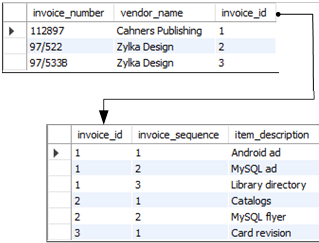 invoice_number vendor_name invoice_id
112897 Cahners Publishing 1
97/522 Zylka Design 2
97/533B Zylka Design 3
invoice_id invoice_sequence item_description
1 1 Android ad
1 2 MySQL ad
1 3 Library directory
2 1 Catalogs
2 2 MySQL flyer
3 1 Card revision